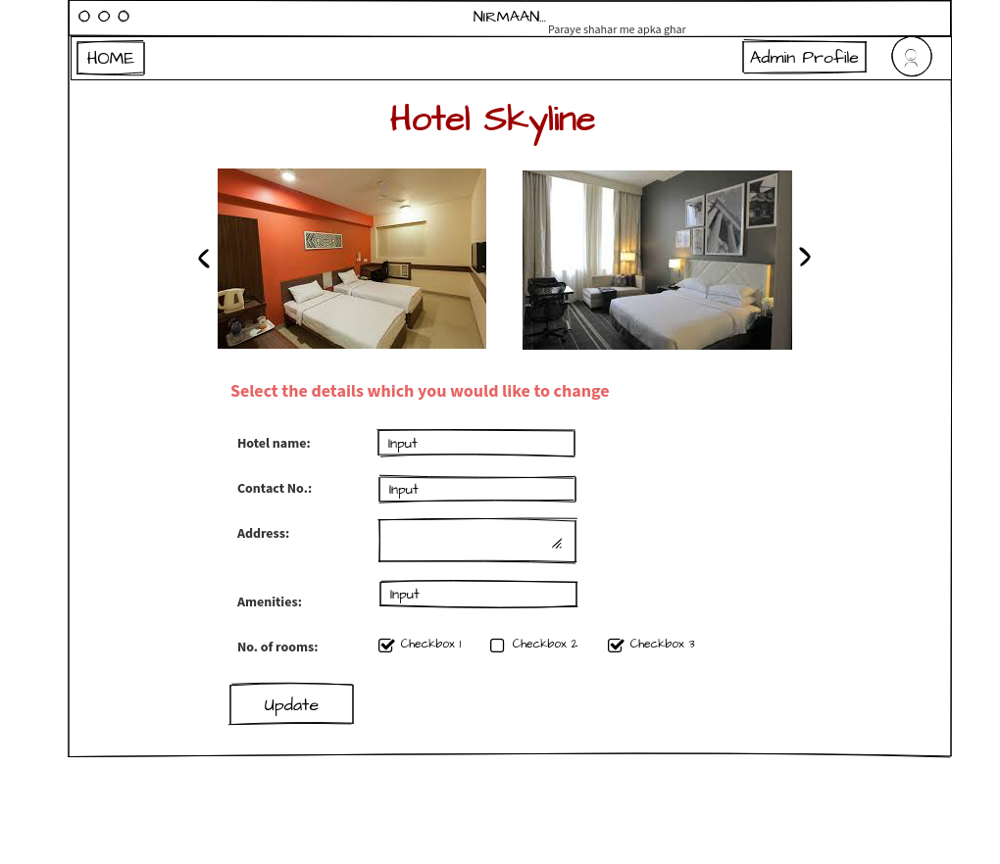 NIRMAAN...
Paraye shahar me apka ghar
HOME
Admin Profile
Hotel Skyline
Select the details which you would like to change
Hotel name:
Input
Contact No.:
Input
Address:
Amenities:
Input
No. of rooms:
Checkbox 1
Checkbox 2
Checkbox 3
Update